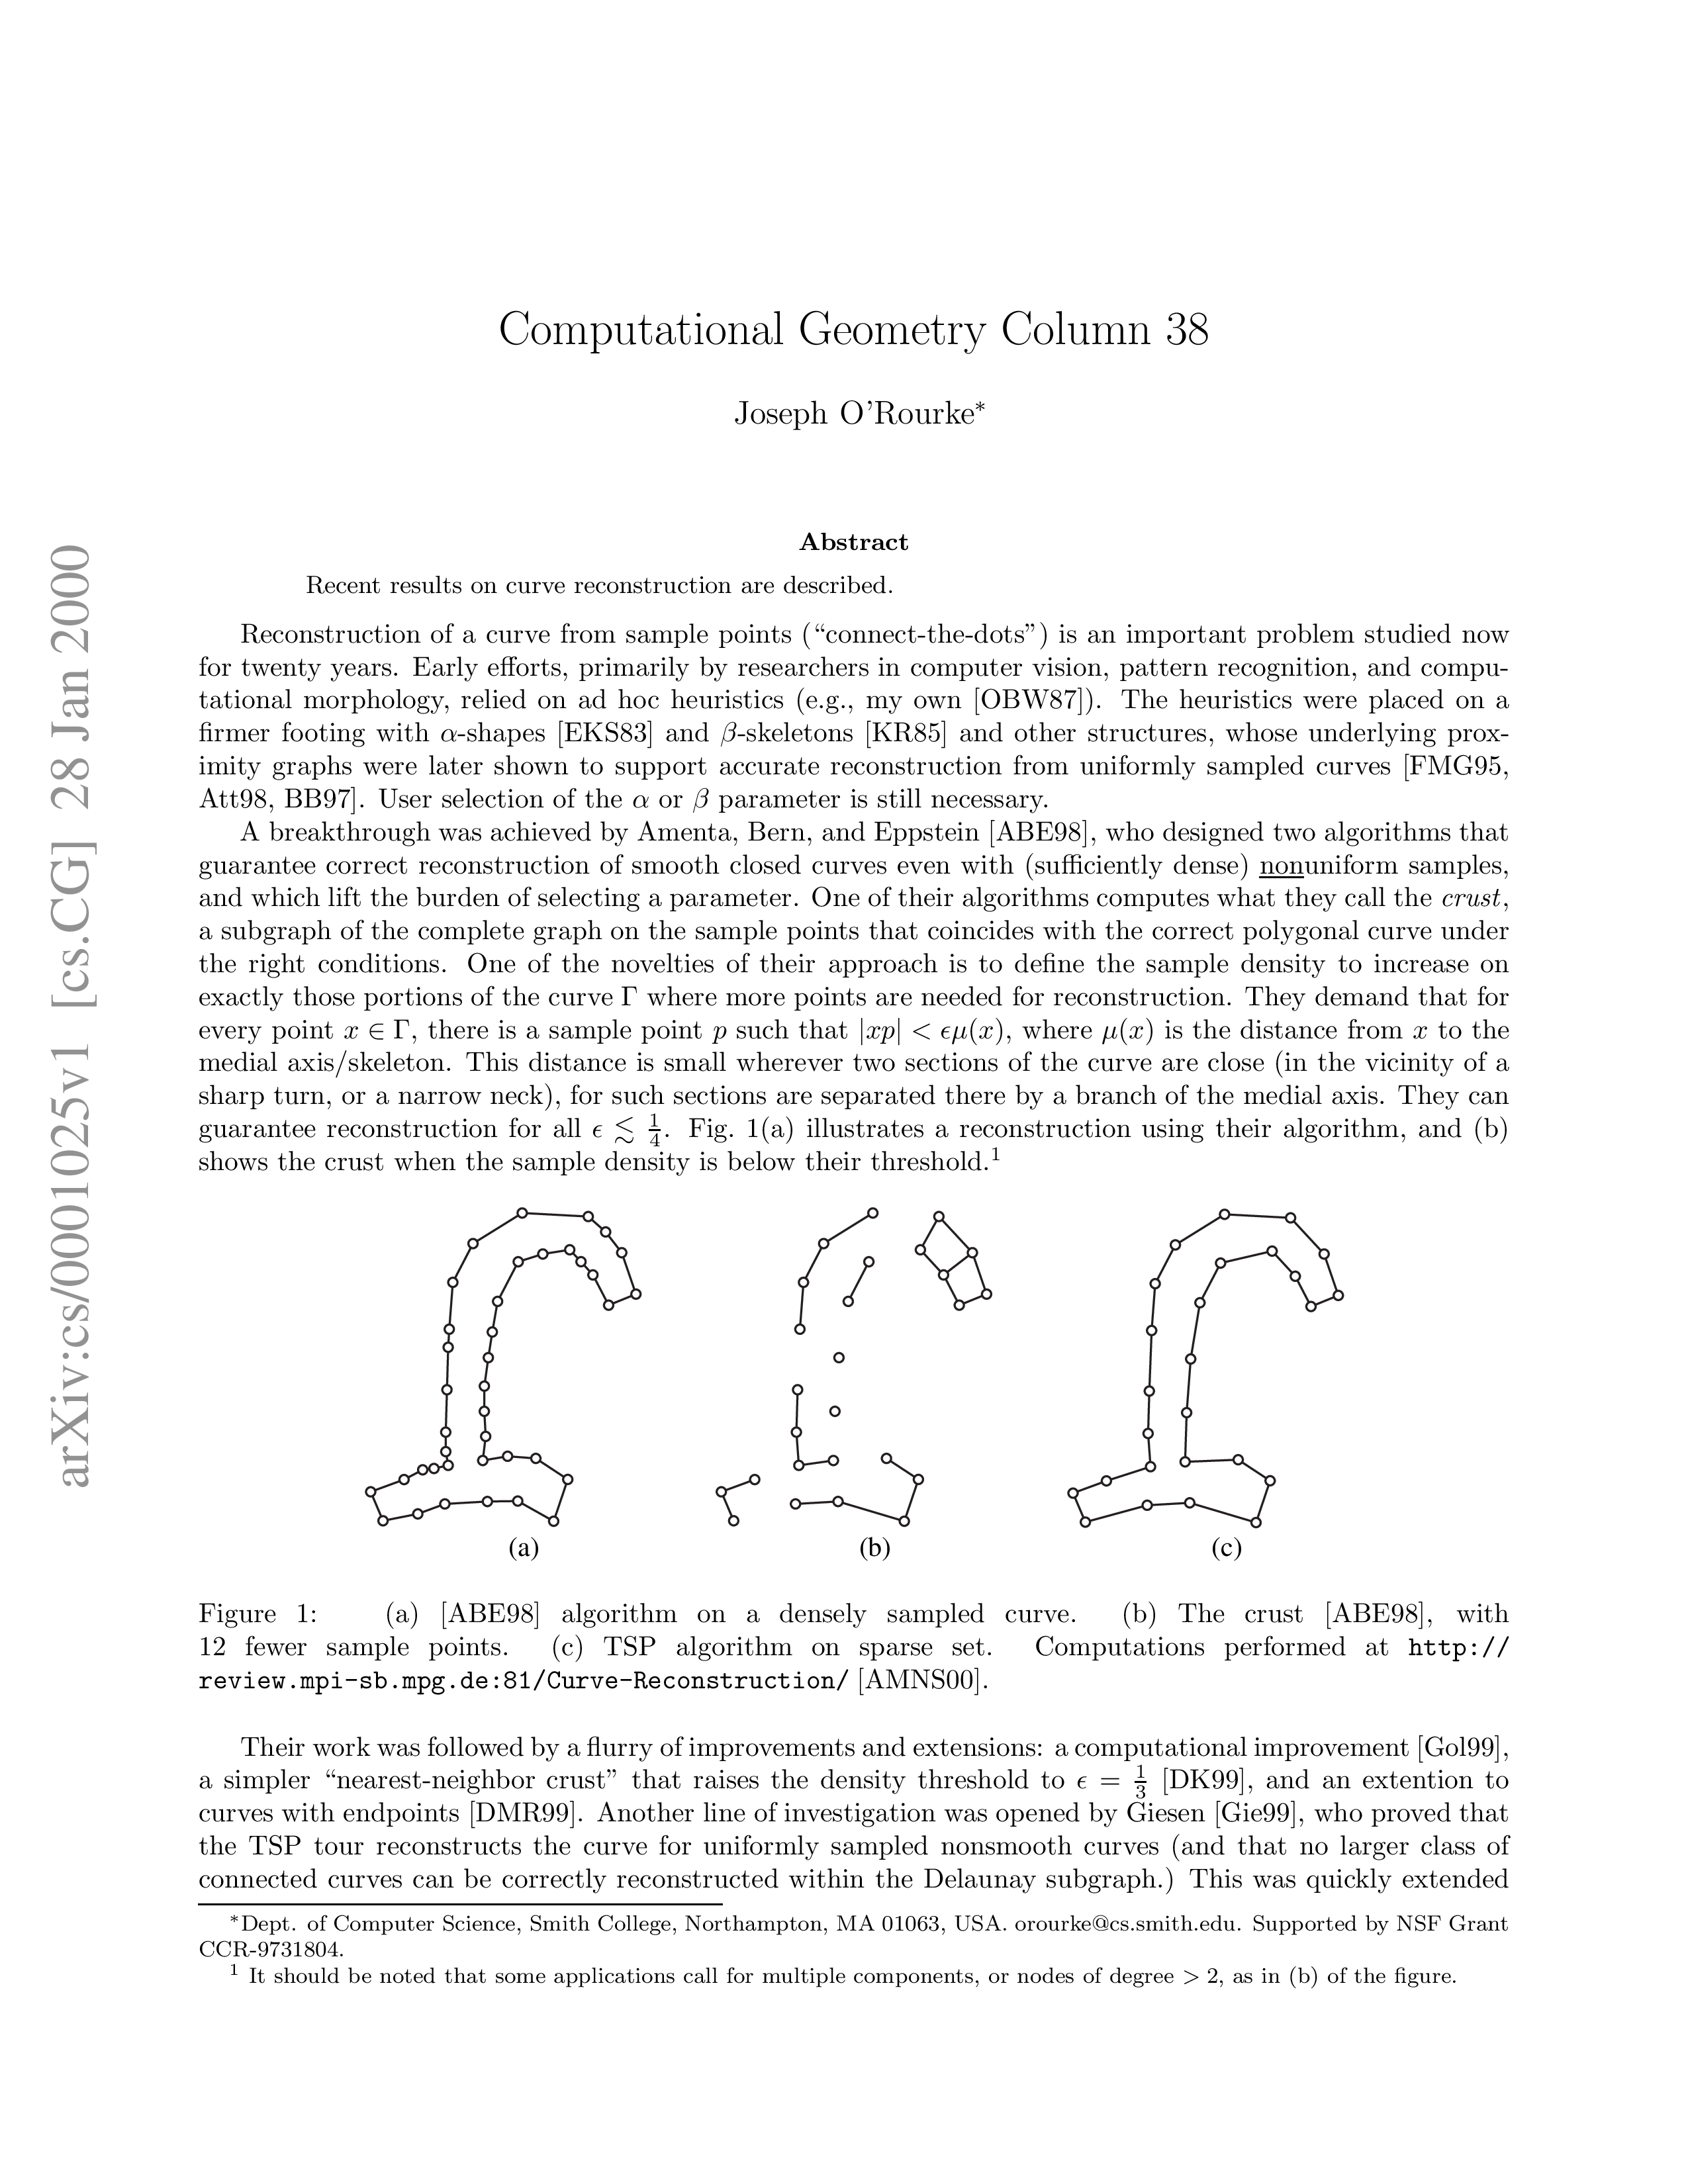 arXiv:cs/0001025v1 [cs.CG] 28 Jan 2000
Computational Geometry Column 38
Joseph O'Rourke*
Abstract
Recent results on curve reconstruction are described.
Reconstruction of a curve from sample points (“connect-the-dots”) is an important problem studied now
for twenty years. Early efforts, primarily by researchers in computer vision, pattern recognition, and compu-
tational morphology, relied on ad hoc heuristics (e.g., my own [OBW87]). The heuristics were placed on a
firmer footing with α-shapes [EKS83] and β-skeletons [KR85] and other structures, whose underlying prox-
imity graphs were later shown to support accurate reconstruction from uniformly sampled curves [FMG95,
Att98, BB97]. User selection of the α or β parameter is still necessary.
A breakthrough was achieved by Amenta, Bern, and Eppstein [ABE98], who designed two algorithms that
guarantee correct reconstruction of smooth closed curves even with (sufficiently dense) nonuniform samples,
and which lift the burden of selecting a parameter. One of their algorithms computes what they call the crust,
a subgraph of the complete graph on the sample points that coincides with the correct polygonal curve under
the right conditions. One of the novelties of their approach is to define the sample density to increase on
exactly those portions of the curve Γ where more points are needed for reconstruction. They demand that for
every point x ∈ Γ, there is a sample point p such that |xp| < ϵμ(x), where μ(x) is the distance from x to the
medial axis/skeleton. This distance is small wherever two sections of the curve are close (in the vicinity of a
sharp turn, or a narrow neck), for such sections are separated there by a branch of the medial axis. They can
guarantee reconstruction for all ϵ ≲ 1/4. Fig. 1(a) illustrates a reconstruction using their algorithm, and (b)
shows the crust when the sample density is below their threshold.¹
(a) (b) (c)
Figure 1: (a) [ABE98] algorithm on a densely sampled curve. (b) The crust [ABE98], with
12 fewer sample points. (c) TSP algorithm on sparse set. Computations performed at http://
review.mpi-sb.mpg.de:81/Curve-Reconstruction/ [AMNS00].
Their work was followed by a flurry of improvements and extensions: a computational improvement [Gol99],
a simpler “nearest-neighbor crust” that raises the density threshold to ϵ = 1/3 [DK99], and an extention to
curves with endpoints [DMR99]. Another line of investigation was opened by Giesen [Gie99], who proved that
the TSP tour reconstructs the curve for uniformly sampled nonsmooth curves (and that no larger class of
connected curves can be correctly reconstructed within the Delaunay subgraph.) This was quickly extended
*Dept. of Computer Science, Smith College, Northampton, MA 01063, USA. orourke@cs.smith.edu. Supported by NSF Grant
CCR-9731804.
¹ It should be noted that some applications call for multiple components, or nodes of degree > 2, as in (b) of the figure.